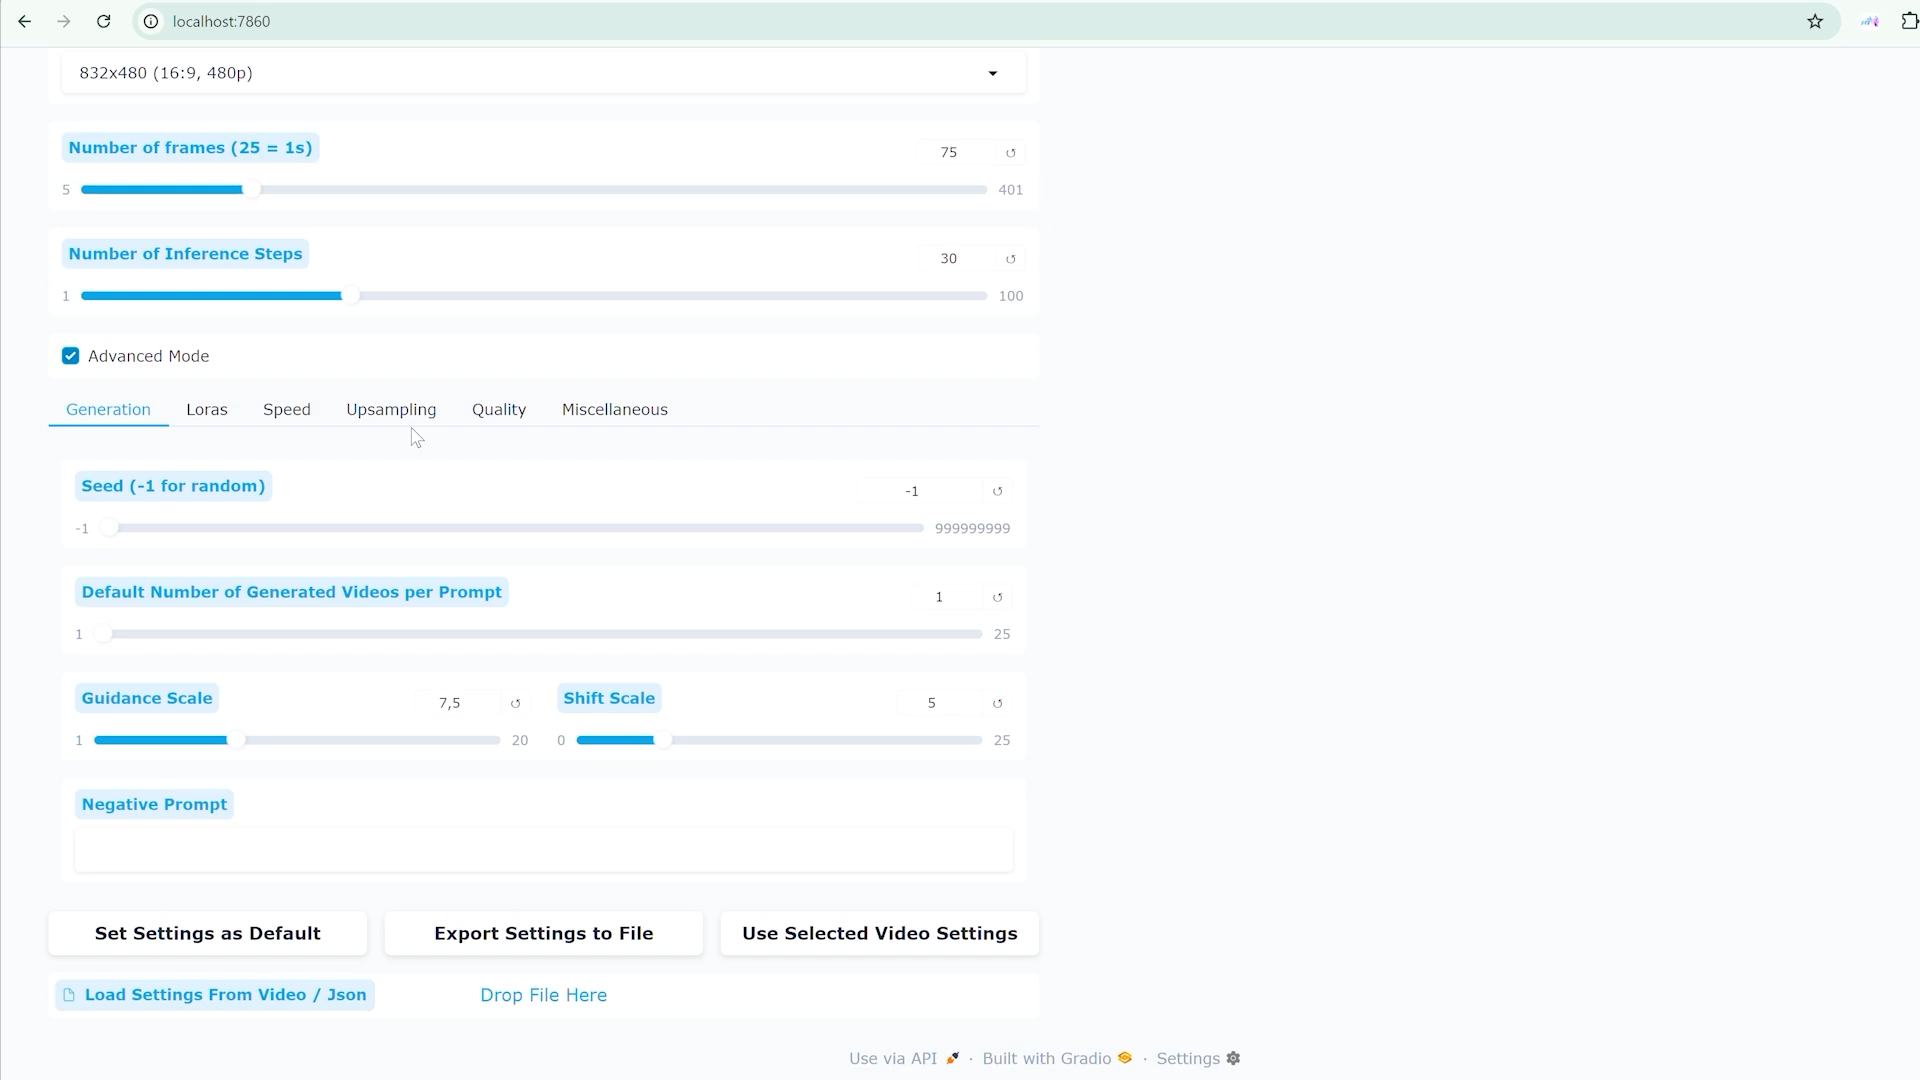 localhost:7860
832x480 (16:9, 480p)
Number of frames (25 = 1s)
75
5
401
Number of Inference Steps
30
1
100
Advanced Mode
Generation Loras Speed Upsampling Quality Miscellaneous
Seed (-1 for random)
-1
-1
999999999
Default Number of Generated Videos per Prompt
1
1
25
Guidance Scale
7,5
1
20
Shift Scale
5
0
25
Negative Prompt
Set Settings as Default
Export Settings to File
Use Selected Video Settings
Load Settings From Video / Json
Drop File Here
Use via API · Built with Gradio · Settings